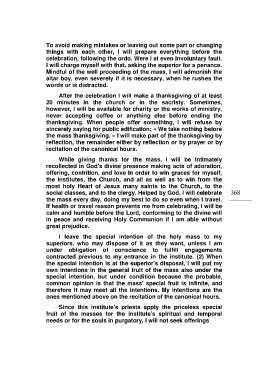 To avoid making mistakes or leaving out some part or changing
things with each other, I will prepare everything before the
celebration, following the ordo. Were I at even involuntary fault.
I will charge myself with that, asking the superior for a penance.
Mindful of the well proceeding of the mass, I will admonish the
altar boy, even severely if it is necessary, when he rushes the
words or is distracted.
After the celebration I will make a thanksgiving of at least
20 minutes in the church or in the sacristy. Sometimes,
however, I will be available for charity or the works of ministry,
never accepting coffee or anything else before ending the
thanksgiving. When people offer something, I will refuse by
sincerely saying for public edification: « We take nothing before
the mass thanksgiving. » I will make part of the thanksgiving by
reflection, the remainder either by reflection or by prayer or by
recitation of the canonical hours.
While giving thanks for the mass, I will be intimately
recollected in God's divine presence making acts of adoration,
offering, contrition, and love in order to win graces for myself,
the institutes, the Church, and all as well as to win from the
most holy Heart of Jesus many saints to the Church, to the
social classes, and to the clergy. Helped by God, I will celebrate
the mass every day, doing my best to do so even when I travel.
If health or travel reason prevents me from celebrating, I will be
calm and humble before the Lord, conforming to the divine will
in peace and receiving Holy Communion if I am able without
great prejudice.
368
I leave the special intention of the holy mass to my
superiors, who may dispose of it as they want, unless I am
under obligation of conscience to fulfill engagements
contracted previous to my entrance in the institute. (2) When
the special intention is at the superior's disposal, I will put my
own intentions in the general fruit of the mass also under the
special intention, but under condition because the probable,
common opinion is that the mass' special fruit is infinite, and
therefore it may meet all the intentions. My intentions are the
ones mentioned above on the recitation of the canonical hours.
Since this institute's priests apply the priceless special
fruit of the masses for the institute's spiritual and temporal
needs or for the souls in purgatory, I will not seek offerings